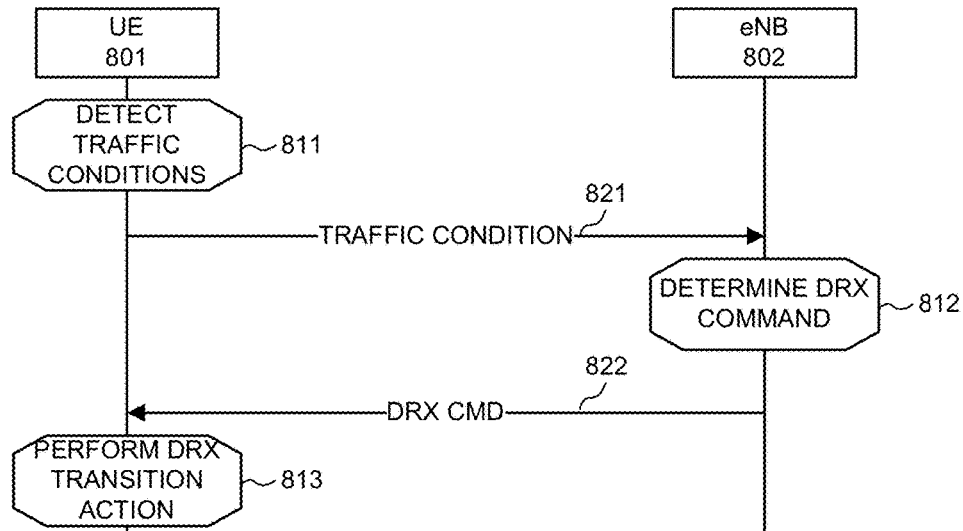 UE
801
eNB
802
DETECT
TRAFFIC
CONDITIONS
811
821
TRAFFIC CONDITION
DETERMINE DRX
COMMAND
812
822
DRX CMD
PERFORM DRX
TRANSITION
ACTION
813